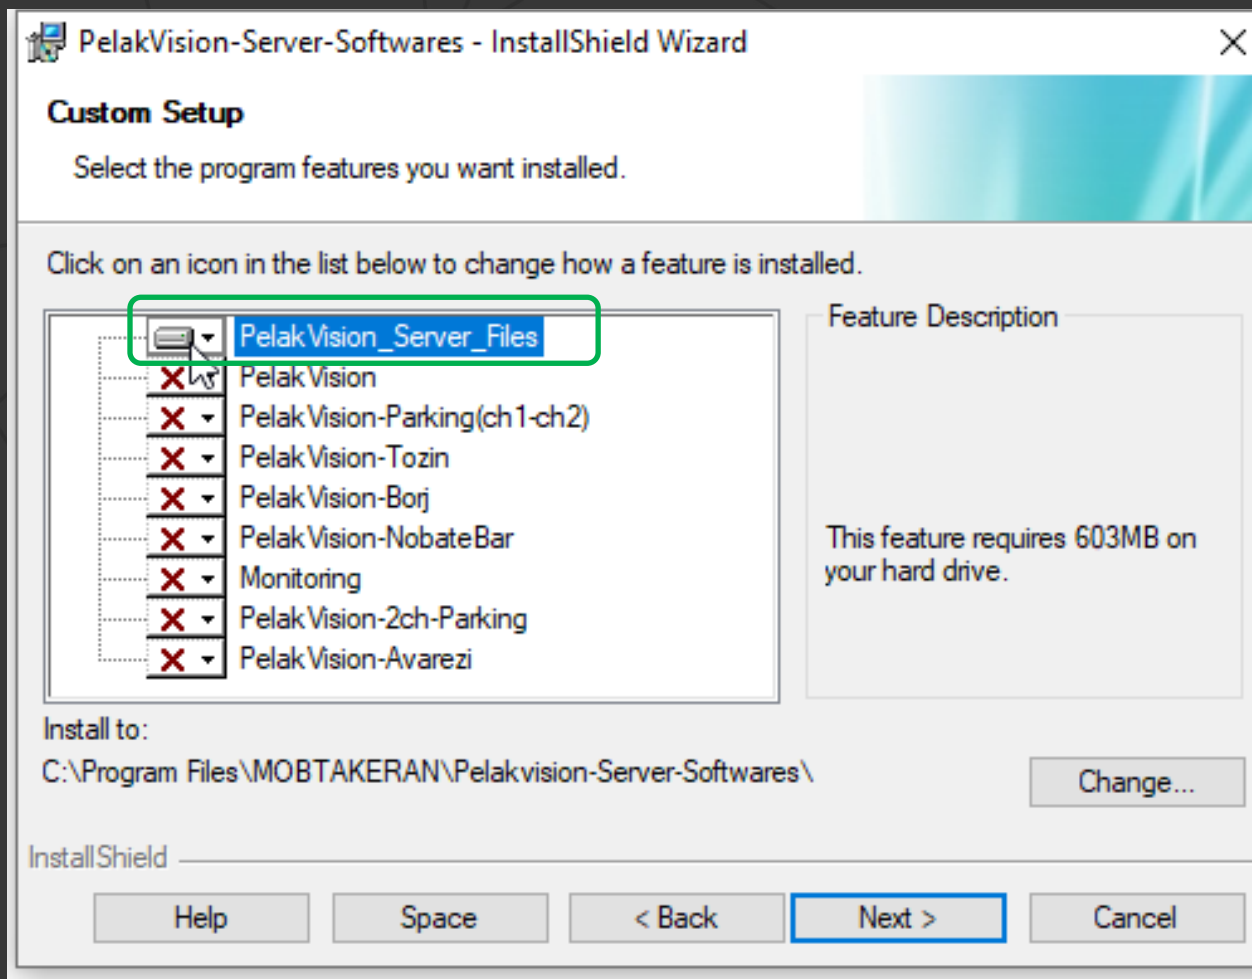 PelakVision-Server-Softwares - InstallShield Wizard
Custom Setup
Select the program features you want installed.
Click on an icon in the list below to change how a feature is installed.
PelakVision_Server_Files
PelakVision
PelakVision-Parking(ch1-ch2)
PelakVision-Tozin
PelakVision-Borj
PelakVision-NobateBar
Monitoring
PelakVision-2ch-Parking
PelakVision-Avarezi
Feature Description
This feature requires 603MB on
your hard drive.
Install to:
C:\Program Files\MOBTAKERAN\Pelakvision-Server-Softwares\
Change...
InstallShield
Help
Space
< Back
Next >
Cancel